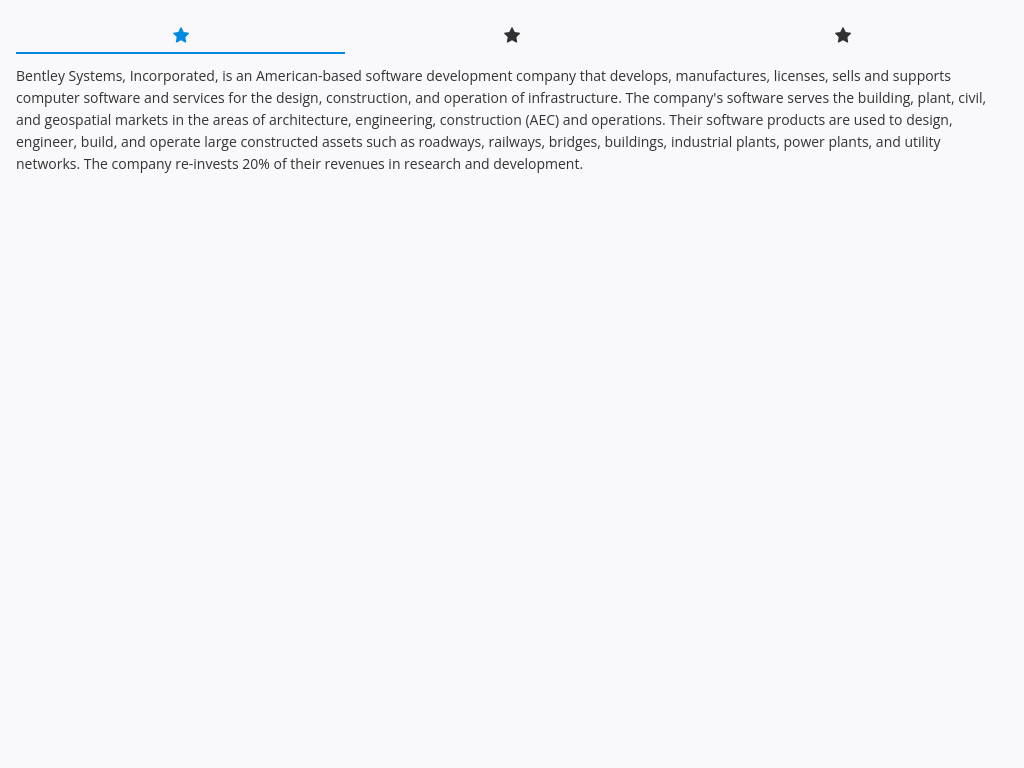 Bentley Systems, Incorporated, is an American-based software development company that develops, manufactures, licenses, sells and supports
computer software and services for the design, construction, and operation of infrastructure. The company's software serves the building, plant, civil,
and geospatial markets in the areas of architecture, engineering, construction (AEC) and operations. Their software products are used to design,
engineer, build, and operate large constructed assets such as roadways, railways, bridges, buildings, industrial plants, power plants, and utility
networks. The company re-invests 20% of their revenues in research and development.